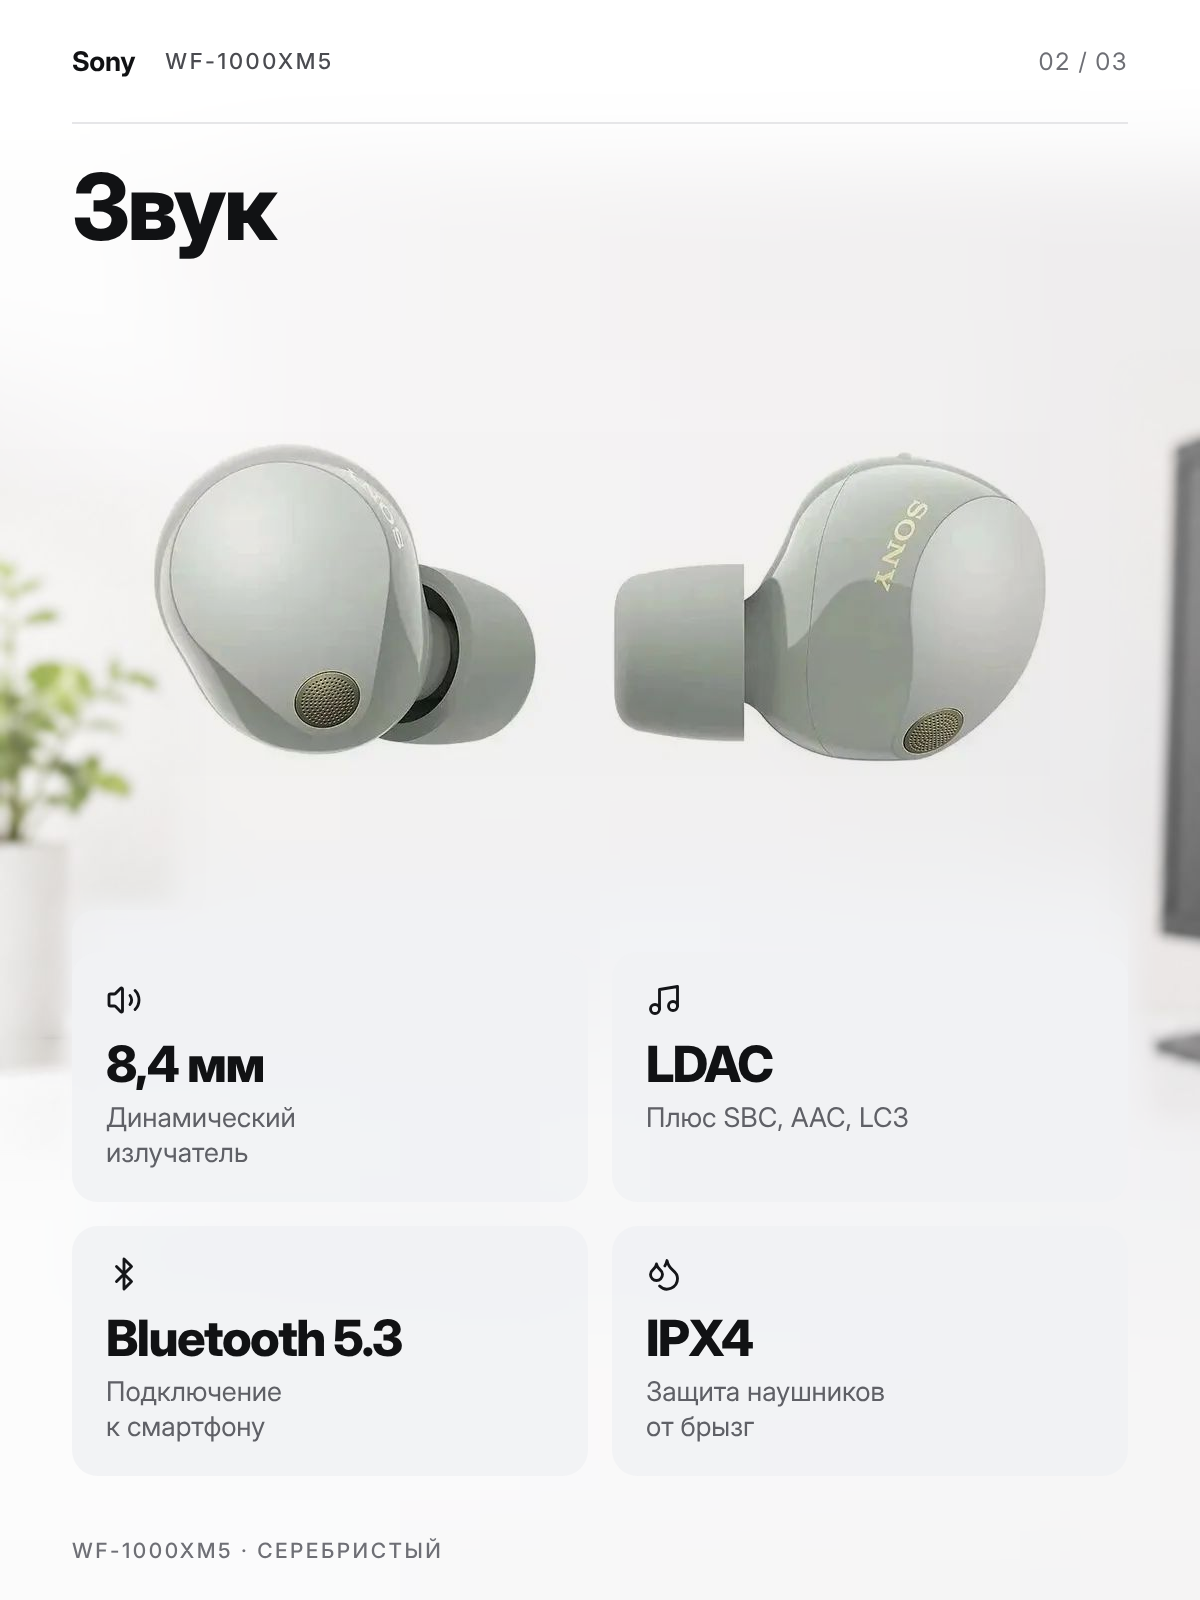 Sony WF-1000XM5 02 / 03
Звук
SONY
SONY
8,4 мм
Динамический
излучатель
LDAC
Плюс SBC, AAC, LC3
Bluetooth 5.3
Подключение
к смартфону
IPX4
Защита наушников
от брызг
WF-1000XM5 · СЕРЕБРИСТЫЙ